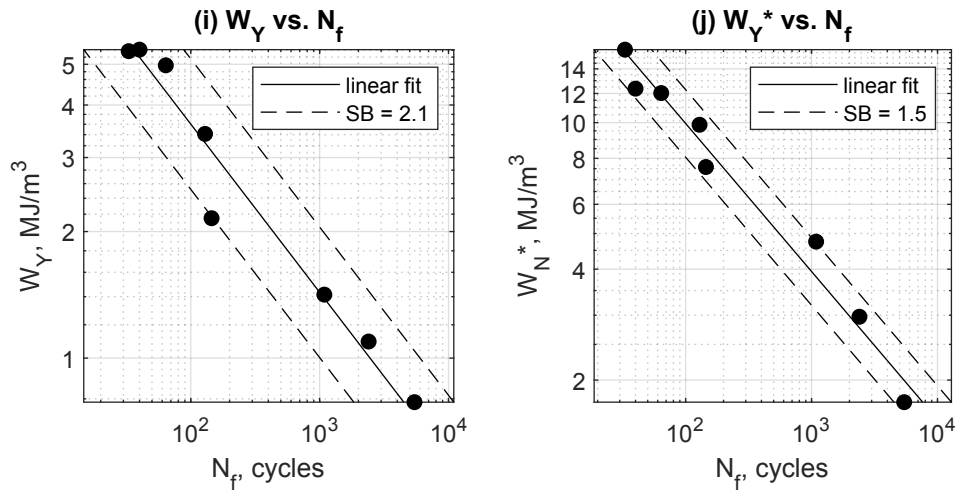 (i) W_Y vs. N_f
5
4
3
2
1
W_Y, MJ/m^3
10^2
10^3
10^4
N_f, cycles
linear fit
SB = 2.1
(j) W_Y* vs. N_f
14
12
10
8
6
4
2
W_N^*, MJ/m^3
10^2
10^3
10^4
N_f, cycles
linear fit
SB = 1.5